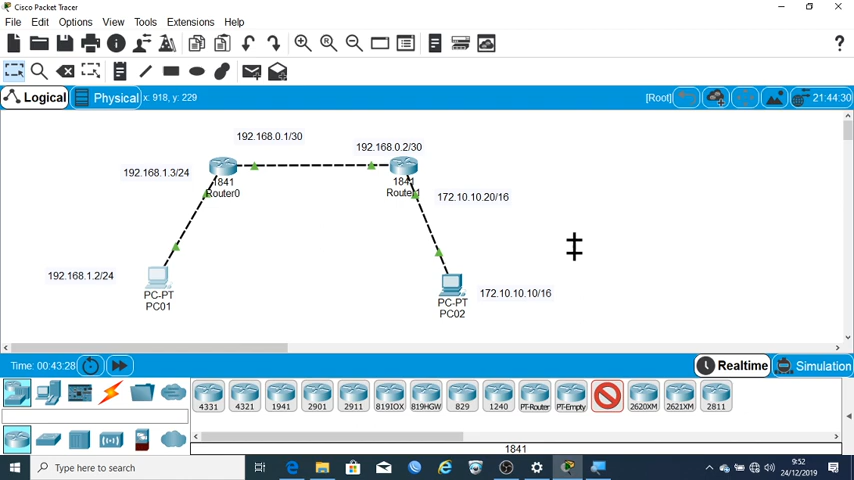 Cisco Packet Tracer
File Edit Options View Tools Extensions Help
Logical Physical x: 918, y: 229 [Root] 21:44:30
192.168.0.1/30
192.168.0.2/30
192.168.1.3/24
1841
Router0
1841
Router1
172.10.10.20/16
192.168.1.2/24
PC-PT
PC01
172.10.10.10/16
PC-PT
PC02
Time: 00:43:28 Realtime Simulation
4331 4321 1941 2901 2911 819IOX 819HGW 829 1240 PT-Router PT-Empty 2620XM 2621XM 2811
1841
Type here to search
9:52
24/12/2019